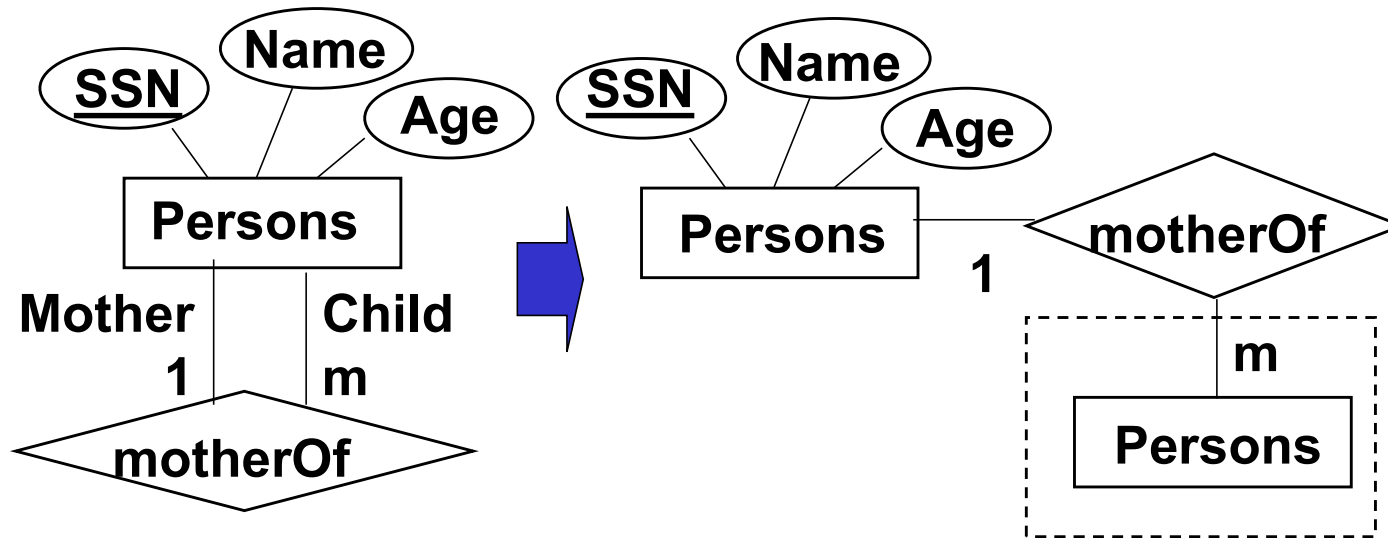 SSN
Name
Age
Persons
Mother
Child
1
m
motherOf
SSN
Name
Age
Persons
1
motherOf
m
Persons